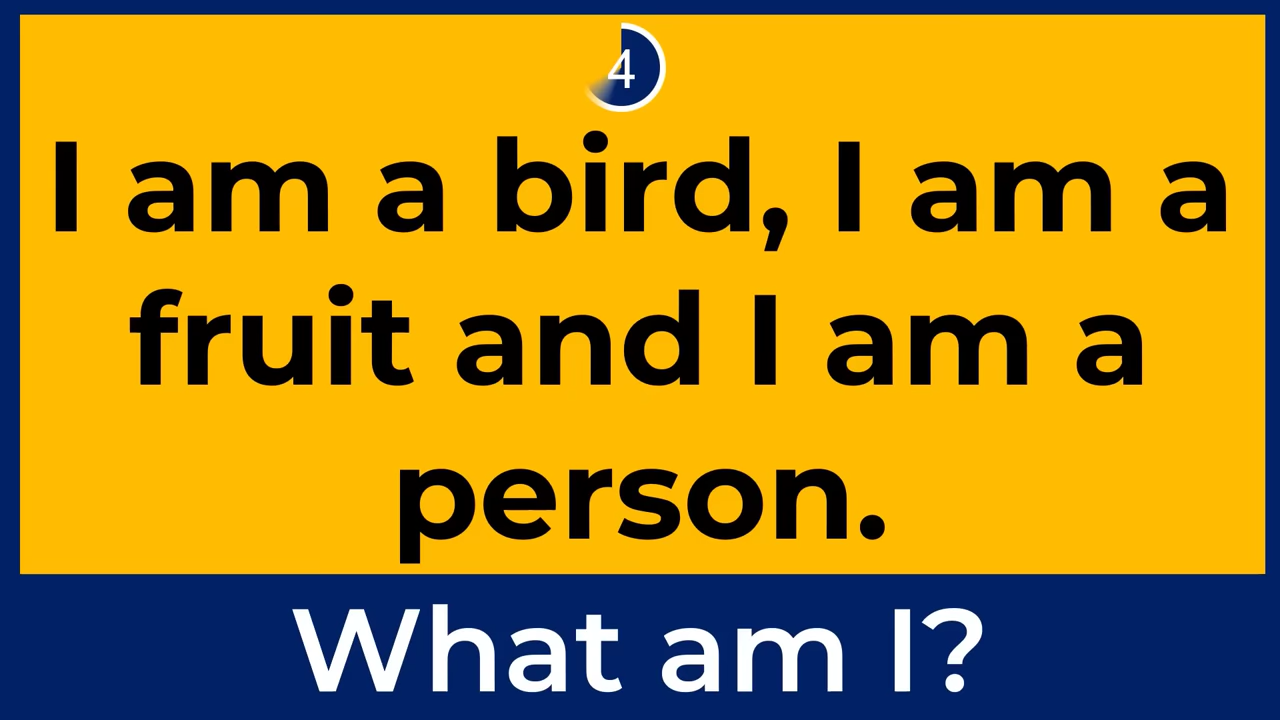 4
I am a bird, I am a
fruit and I am a
person.
What am I?